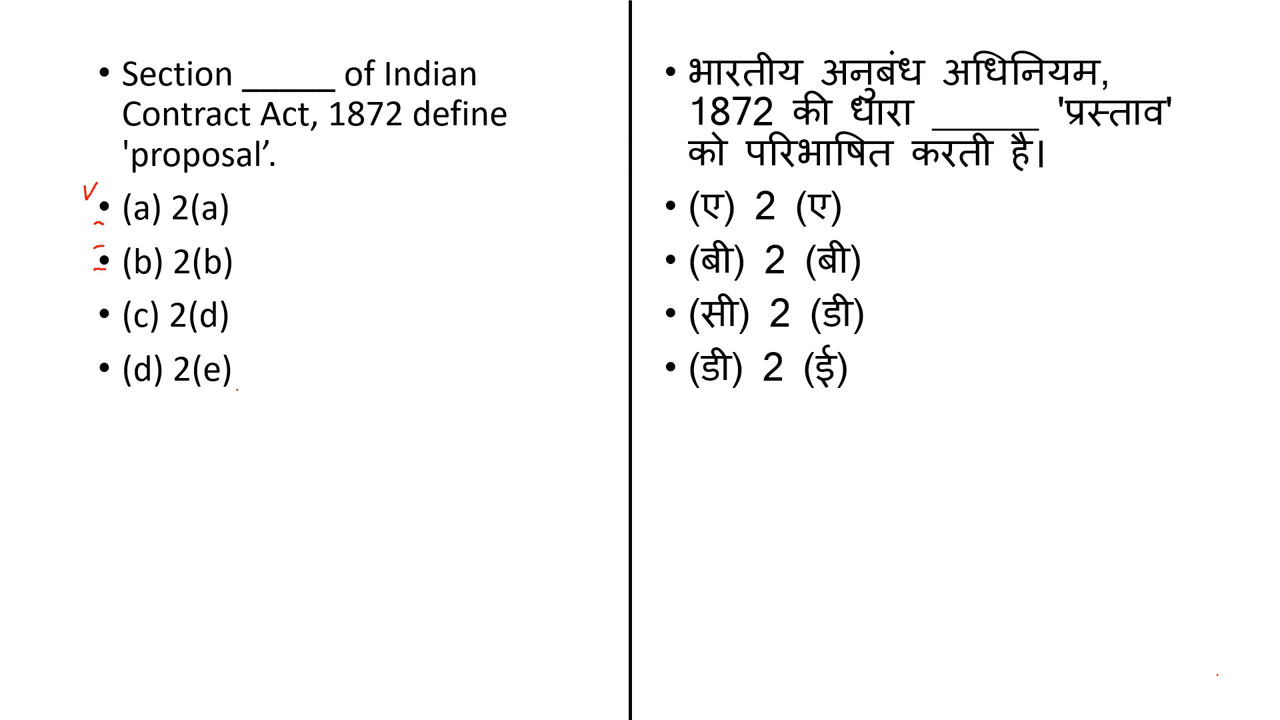 • Section _____ of Indian
Contract Act, 1872 define
'proposal’.
• (a) 2(a)
• (b) 2(b)
• (c) 2(d)
• (d) 2(e)
• भारतीय अनुबंध अधिनियम,
1872 की धारा _____ 'प्रस्ताव'
को परिभाषित करती है।
• (ए) 2 (ए)
• (बी) 2 (बी)
• (सी) 2 (डी)
• (डी) 2 (ई)